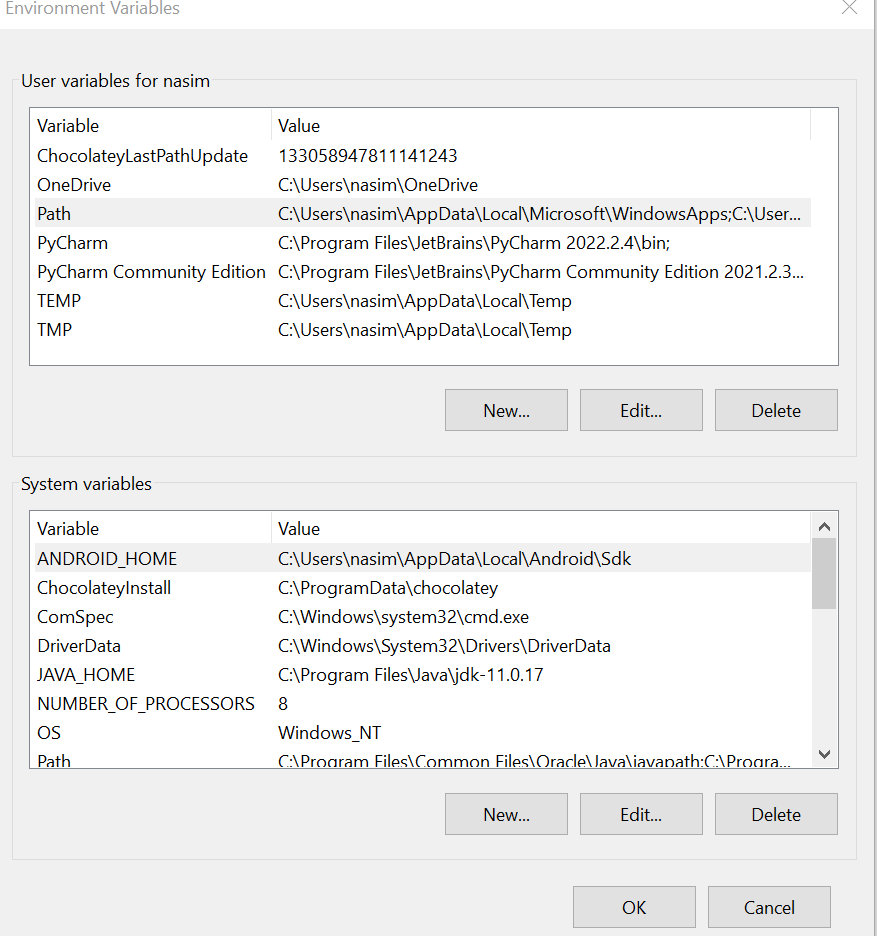 Environment Variables
User variables for nasim
Variable Value
ChocolateyLastPathUpdate 133058947811141243
OneDrive C:\Users\nasim\OneDrive
Path C:\Users\nasim\AppData\Local\Microsoft\WindowsApps;C:\User...
PyCharm C:\Program Files\JetBrains\PyCharm 2022.2.4\bin;
PyCharm Community Edition C:\Program Files\JetBrains\PyCharm Community Edition 2021.2.3...
TEMP C:\Users\nasim\AppData\Local\Temp
TMP C:\Users\nasim\AppData\Local\Temp
New... Edit... Delete
System variables
Variable Value
ANDROID_HOME C:\Users\nasim\AppData\Local\Android\Sdk
ChocolateyInstall C:\ProgramData\chocolatey
ComSpec C:\Windows\system32\cmd.exe
DriverData C:\Windows\System32\Drivers\DriverData
JAVA_HOME C:\Program Files\Java\jdk-11.0.17
NUMBER_OF_PROCESSORS 8
OS Windows_NT
Path C:\Program Files\Common Files\Oracle\Java\javapath;C:\Progra...
New... Edit... Delete
OK Cancel